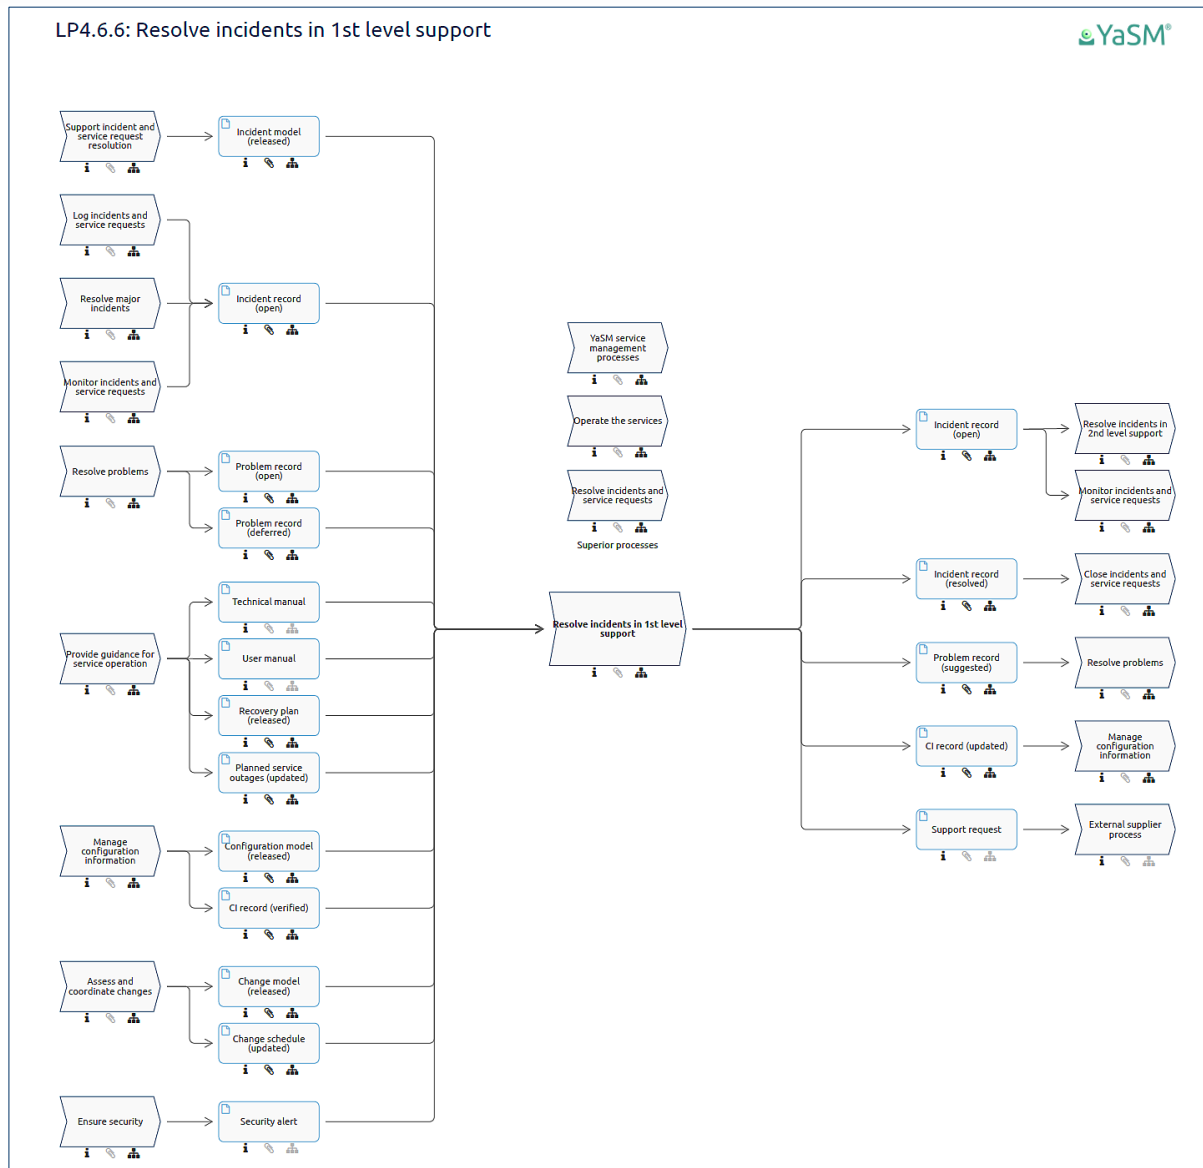 LP4.6.6: Resolve incidents in 1st level support
YaSM®
Support incident and
service request
resolution
Incident model
(released)
Log incidents and
service requests
Resolve major
incidents
Incident record
(open)
Monitor incidents and
service requests
Resolve problems
Problem record
(open)
Problem record
(deferred)
Provide guidance for
service operation
Technical manual
User manual
Recovery plan
(released)
Planned service
outages (updated)
Manage
configuration
information
Configuration model
(released)
CI record (verified)
Assess and
coordinate changes
Change model
(released)
Change schedule
(updated)
Ensure security
Security alert
YaSM service
management
processes
Operate the services
Resolve incidents and
service requests
Superior processes
Resolve incidents in 1st level
support
Incident record
(open)
Resolve incidents in
2nd level support
Monitor incidents and
service requests
Incident record
(resolved)
Close incidents and
service requests
Problem record
(suggested)
Resolve problems
CI record (updated)
Manage
configuration
information
Support request
External supplier
process